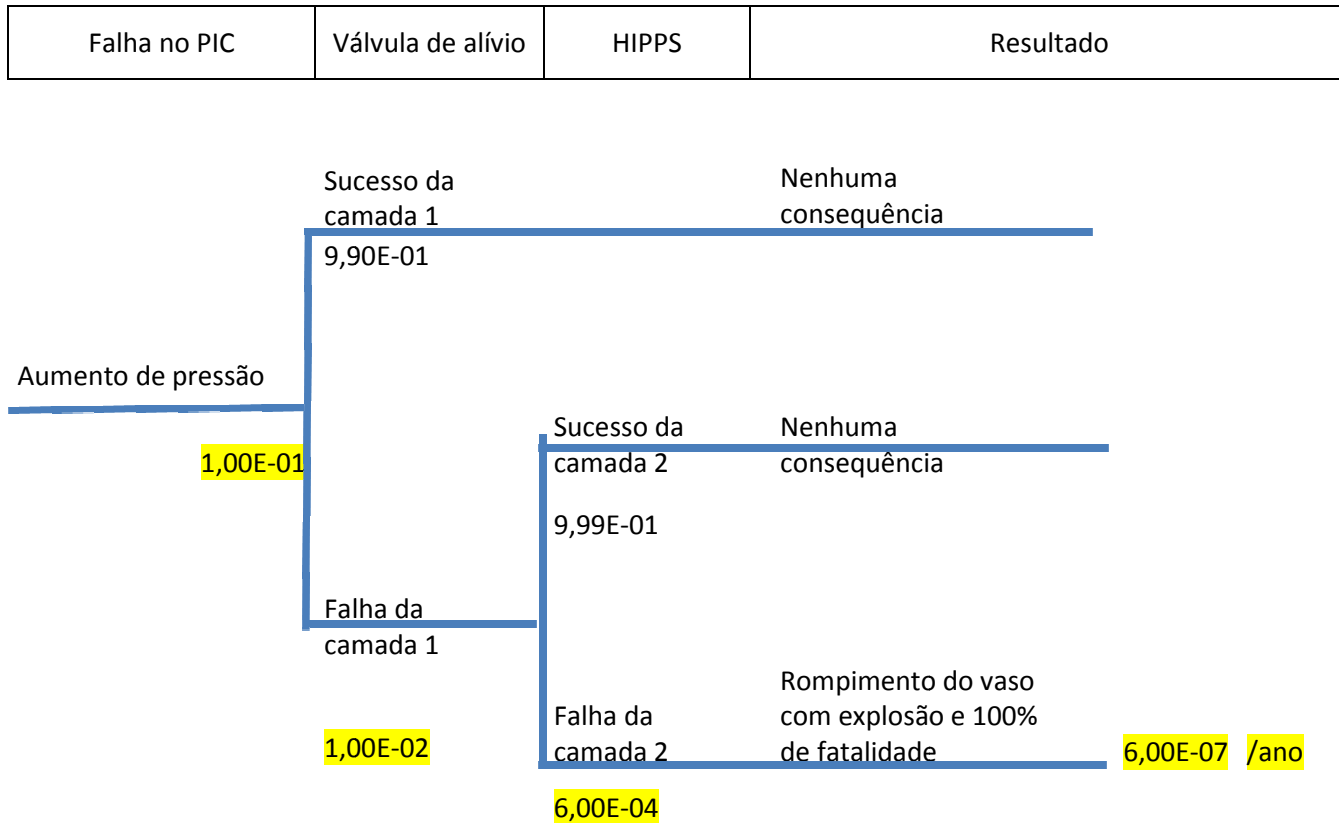 Falha no PIC
Válvula de alívio
HIPPS
Resultado
Sucesso da
camada 1
9,90E-01
Nenhuma
consequência
Aumento de pressão
1,00E-01
Sucesso da
camada 2
9,99E-01
Nenhuma
consequência
Falha da
camada 1
1,00E-02
Falha da
camada 2
6,00E-04
Rompimento do vaso
com explosão e 100%
de fatalidade
6,00E-07 /ano